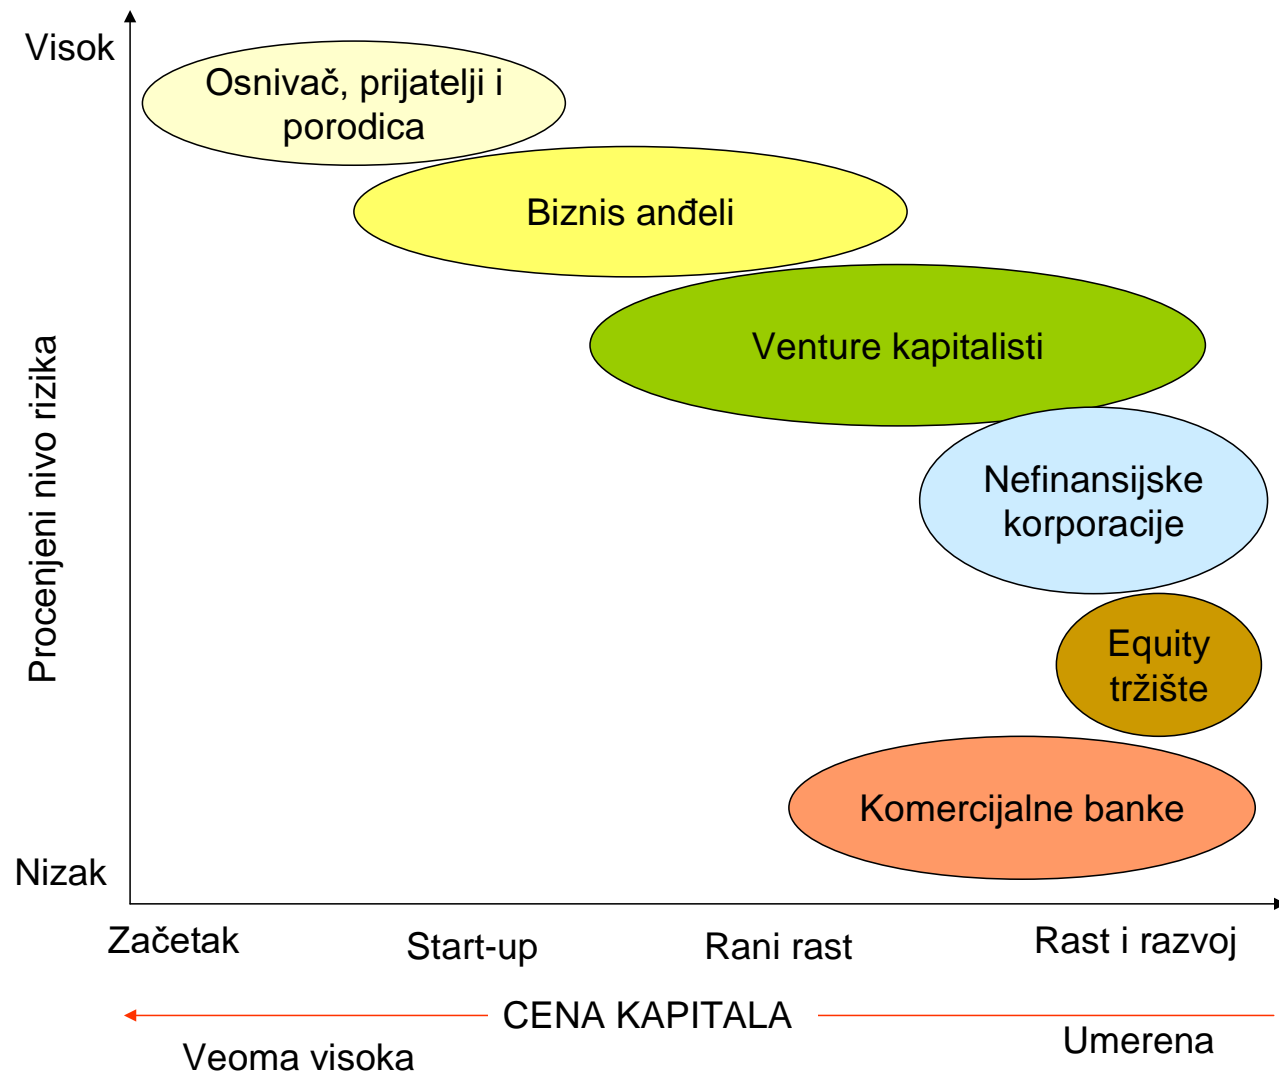 Visok
Osnivač, prijatelji i
porodica
Biznis anđeli
Venture kapitalisti
Procenjeni nivo rizika
Nefinansijske
korporacije
Equity
tržište
Komercijalne banke
Nizak
Začetak
Start-up
Rani rast
Rast i razvoj
CENA KAPITALA
Veoma visoka
Umerena